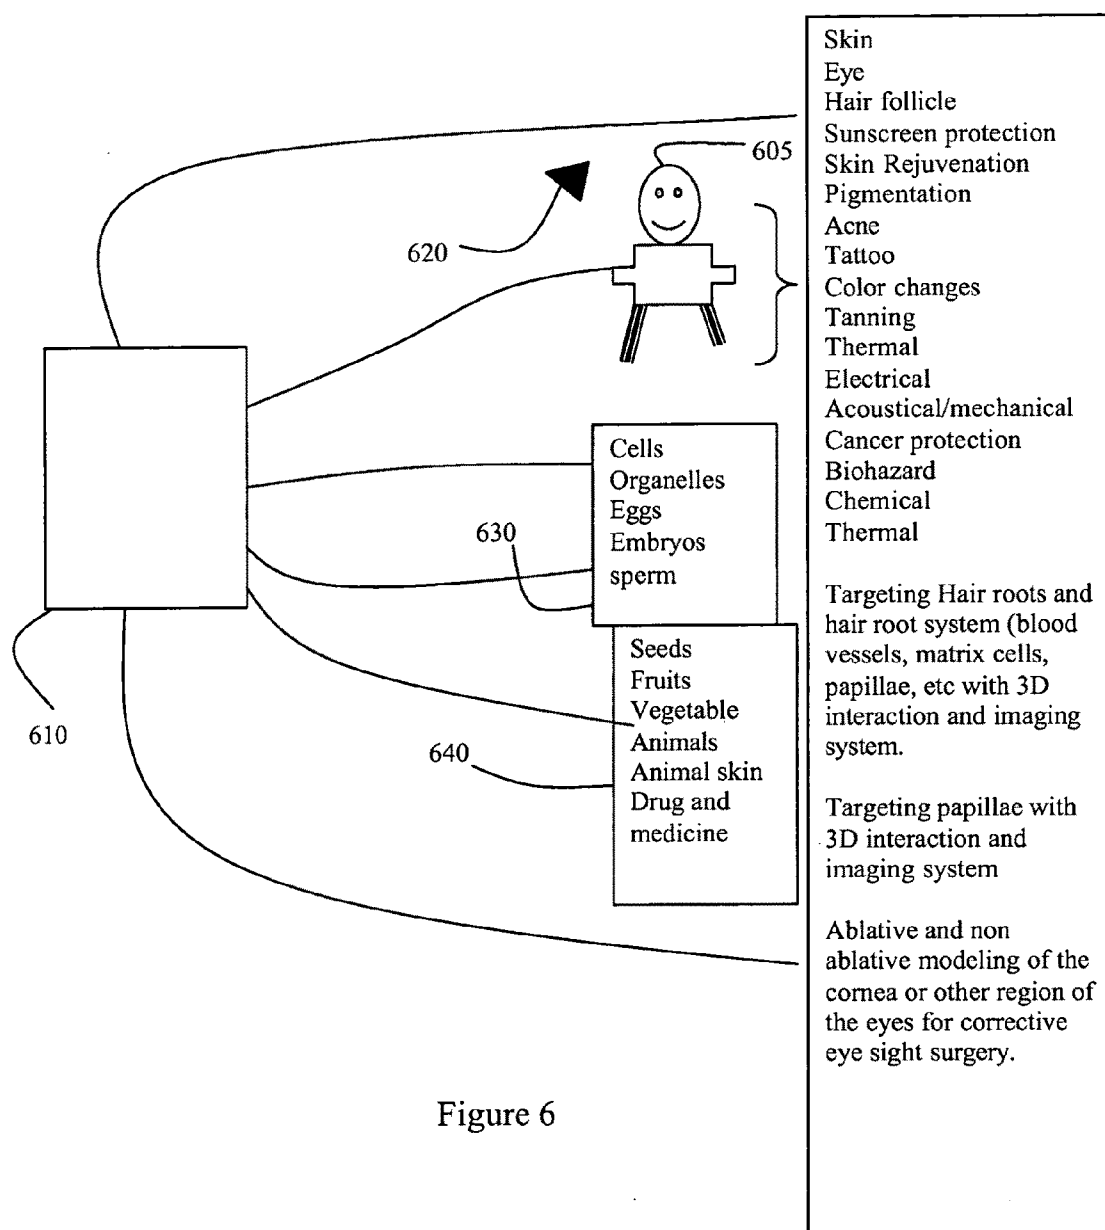 Skin
Eye
Hair follicle
Sunscreen protection
Skin Rejuvenation
Pigmentation
Acne
Tattoo
Color changes
Tanning
Thermal
Electrical
Acoustical/mechanical
Cancer protection
Biohazard
Chemical
Thermal
Targeting Hair roots and
hair root system (blood
vessels, matrix cells,
papillae, etc with 3D
interaction and imaging
system.
Targeting papillae with
3D interaction and
imaging system
Ablative and non
ablative modeling of the
cornea or other region of
the eyes for corrective
eye sight surgery.
605
620
Cells
Organelles
Eggs
Embryos
sperm
630
Seeds
Fruits
Vegetable
Animals
Animal skin
Drug and
medicine
640
610
Figure 6